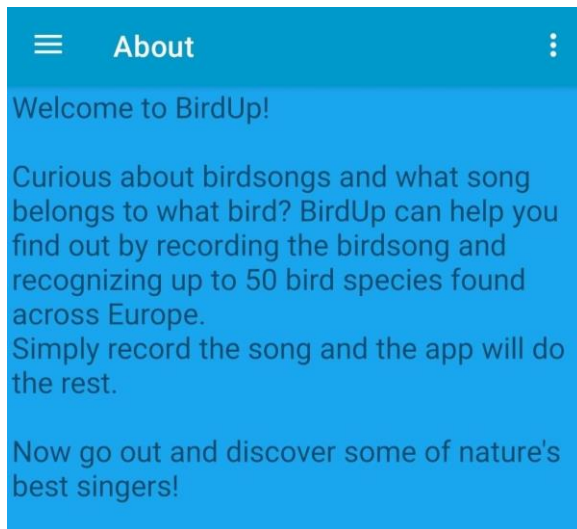 About
Welcome to BirdUp!
Curious about birdsongs and what song
belongs to what bird? BirdUp can help you
find out by recording the birdsong and
recognizing up to 50 bird species found
across Europe.
Simply record the song and the app will do
the rest.
Now go out and discover some of nature's
best singers!